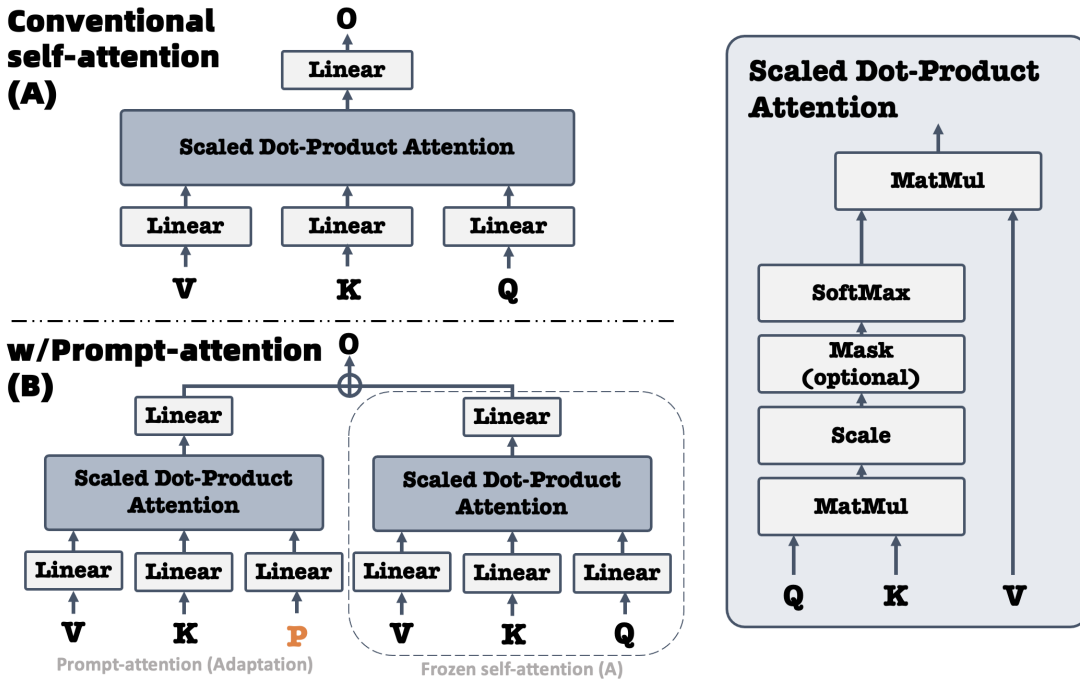 Conventional
self-attention
(A)
O
Linear
Scaled Dot-Product Attention
Linear
Linear
Linear
V
K
Q
w/Prompt-attention
(B)
O
Linear
Scaled Dot-Product
Attention
Linear
Linear
Linear
V
K
P
Prompt-attention (Adaptation)
Linear
Scaled Dot-Product
Attention
Linear
Linear
Linear
V
K
Q
Frozen self-attention (A)
Scaled Dot-Product
Attention
MatMul
SoftMax
Mask
(optional)
Scale
MatMul
Q
K
V